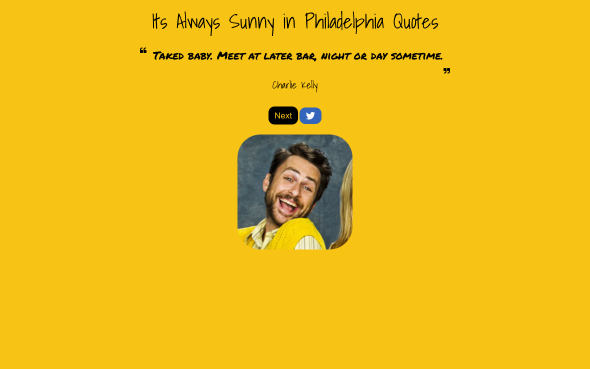 Its Always Sunny in Philadelphia Quotes
“ Taked baby. Meet at later bar, night or day sometime. ”
Charlie Kelly
Next